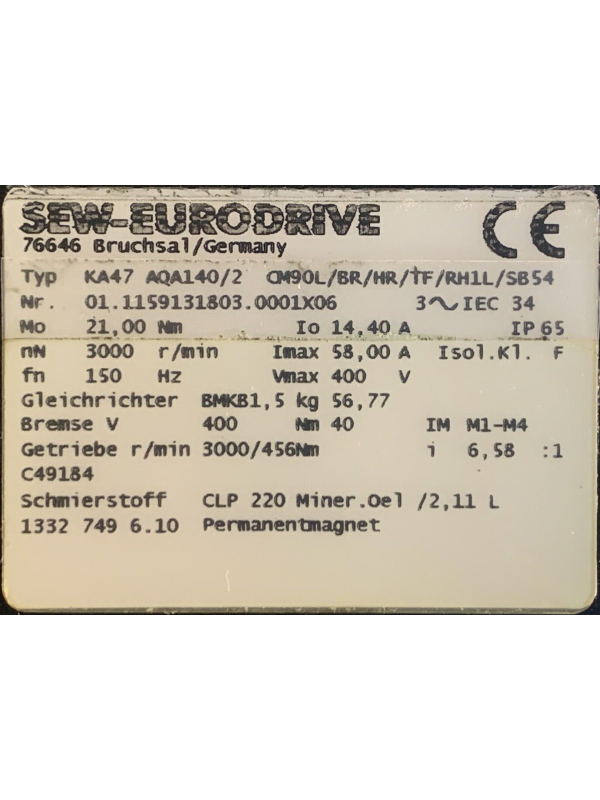 SEW-EURODRIVE CE
76646 Bruchsal/Germany
Typ KA47 AQA140/2 CM90L/BR/HR/TF/RH1L/SB54
Nr. 01.1159131803.0001X06 3~IEC 34
Mo 21,00 Nm Io 14,40 A IP 65
nN 3000 r/min Imax 58,00 A Isol.Kl. F
fn 150 Hz Vmax 400 V
Gleichrichter BMKB1,5 kg 56,77
Bremse V 400 Nm 40 IM M1-M4
Getriebe r/min 3000/456Nm i 6,58 :1
C49184
Schmierstoff CLP 220 Miner.Oel /2,11 L
1332 749 6.10 Permanentmagnet